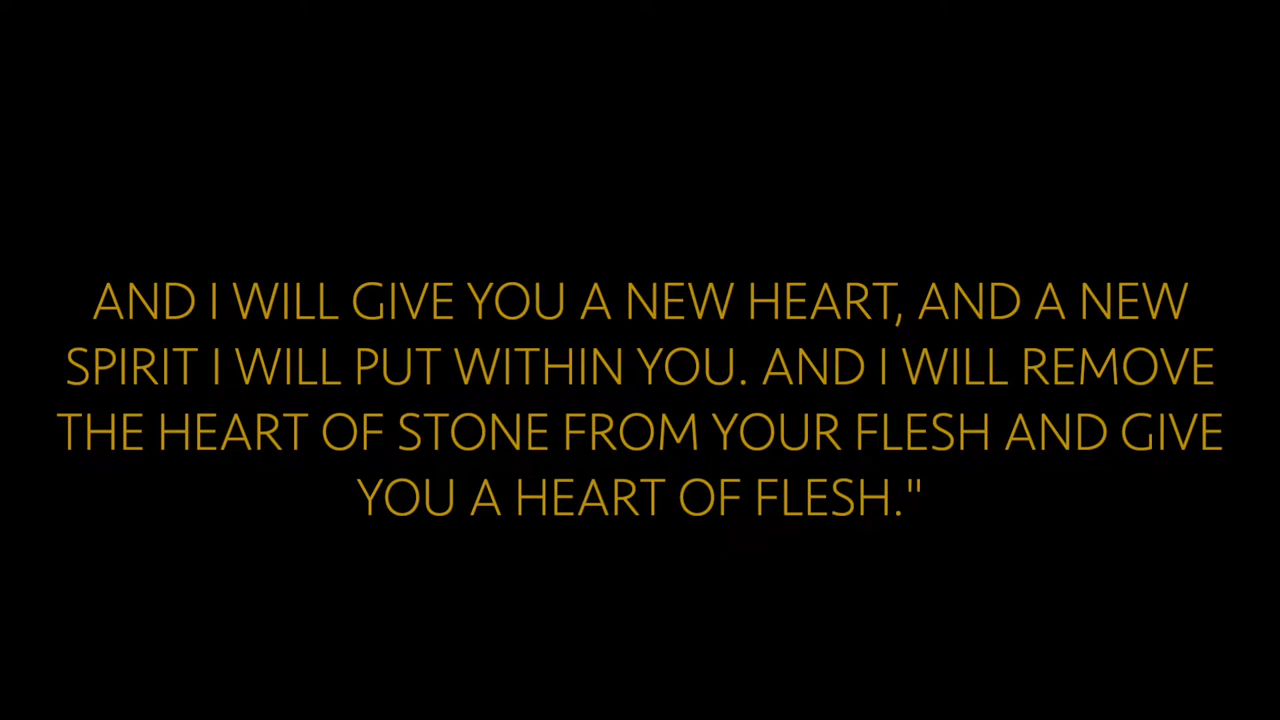 AND I WILL GIVE YOU A NEW HEART, AND A NEW
SPIRIT I WILL PUT WITHIN YOU. AND I WILL REMOVE
THE HEART OF STONE FROM YOUR FLESH AND GIVE
YOU A HEART OF FLESH."